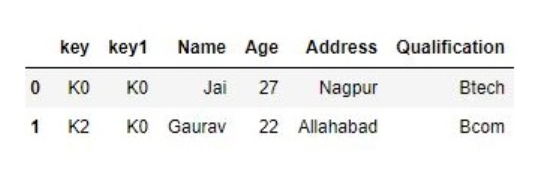 key key1 Name Age Address Qualification
0 K0 K0 Jai 27 Nagpur Btech
1 K2 K0 Gaurav 22 Allahabad Bcom